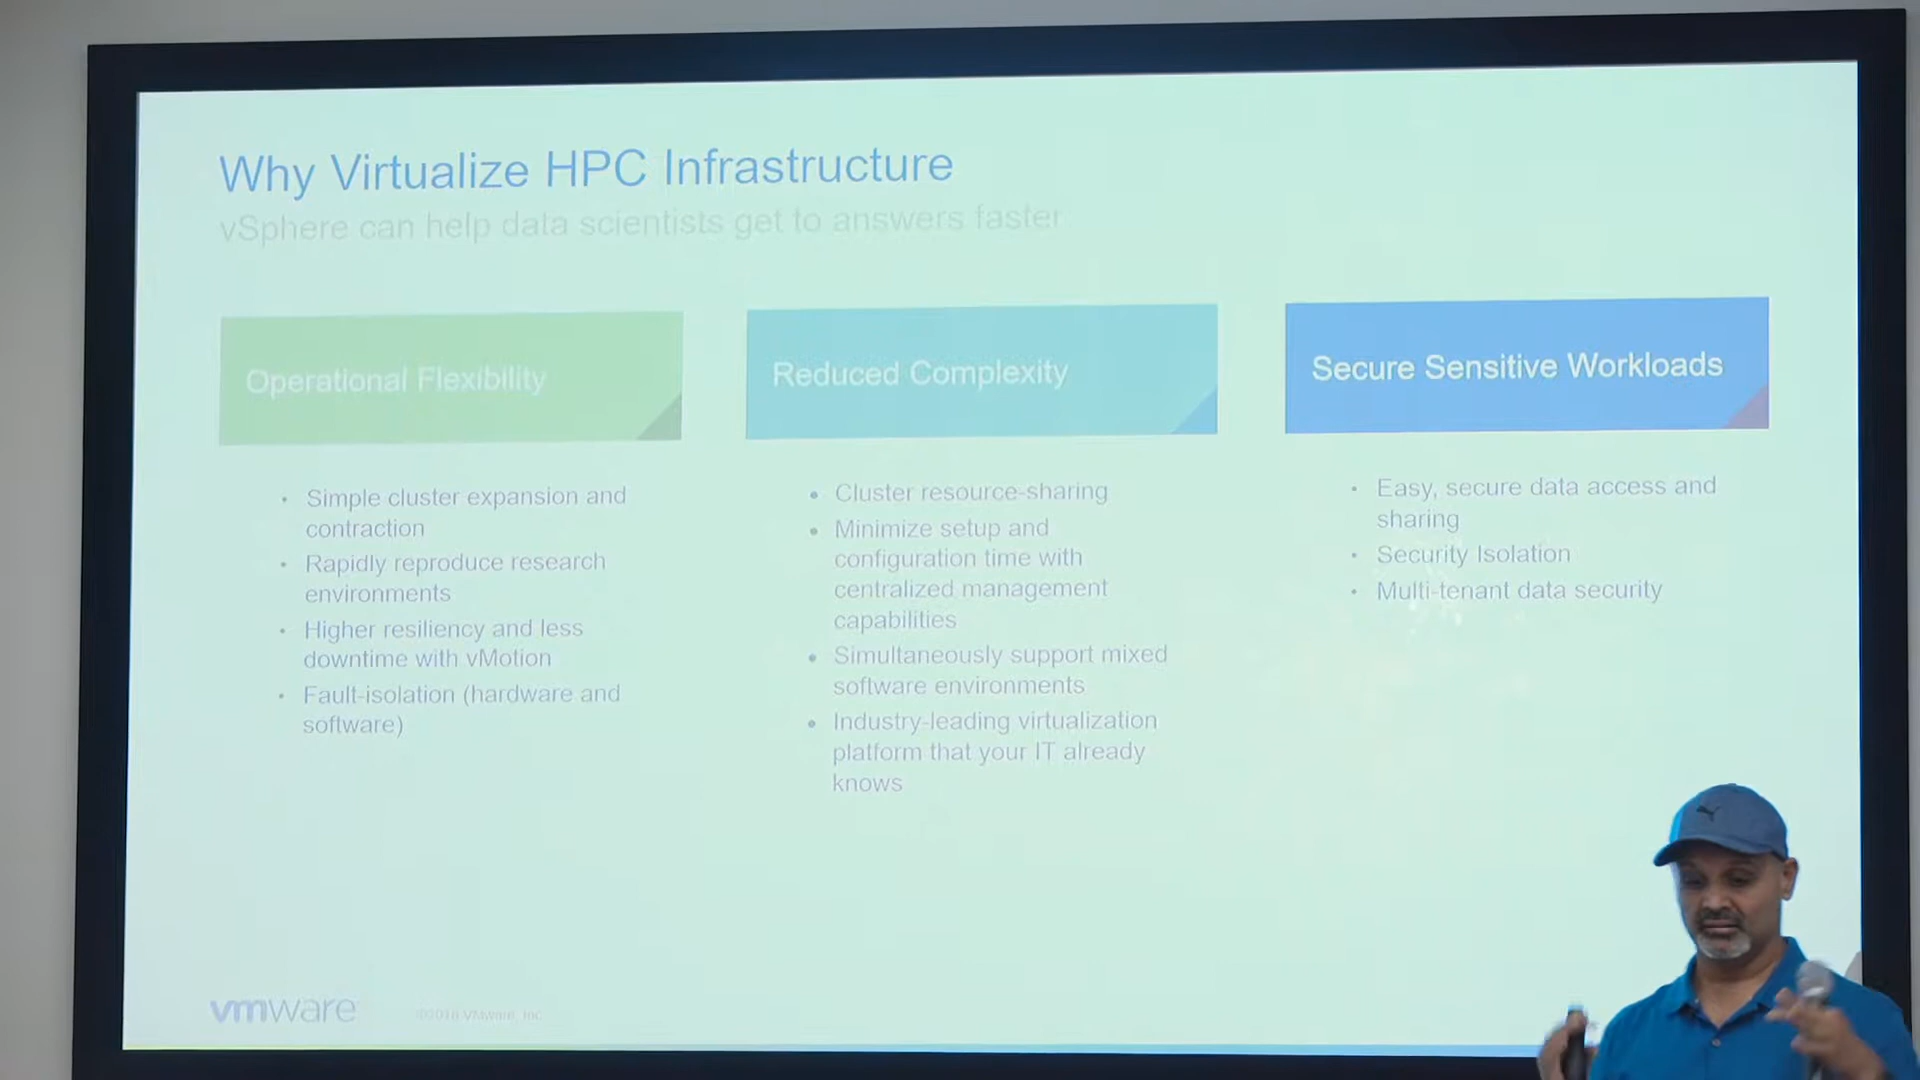 Why Virtualize HPC Infrastructure
vSphere can help data scientists get to answers faster
Operational Flexibility
• Simple cluster expansion and
contraction
• Rapidly reproduce research
environments
• Higher resiliency and less
downtime with vMotion
• Fault-isolation (hardware and
software)
Reduced Complexity
• Cluster resource-sharing
• Minimize setup and
configuration time with
centralized management
capabilities
• Simultaneously support mixed
software environments
• Industry-leading virtualization
platform that your IT already
knows
Secure Sensitive Workloads
• Easy, secure data access and
sharing
• Security Isolation
• Multi-tenant data security
vmware
VMware, Inc.